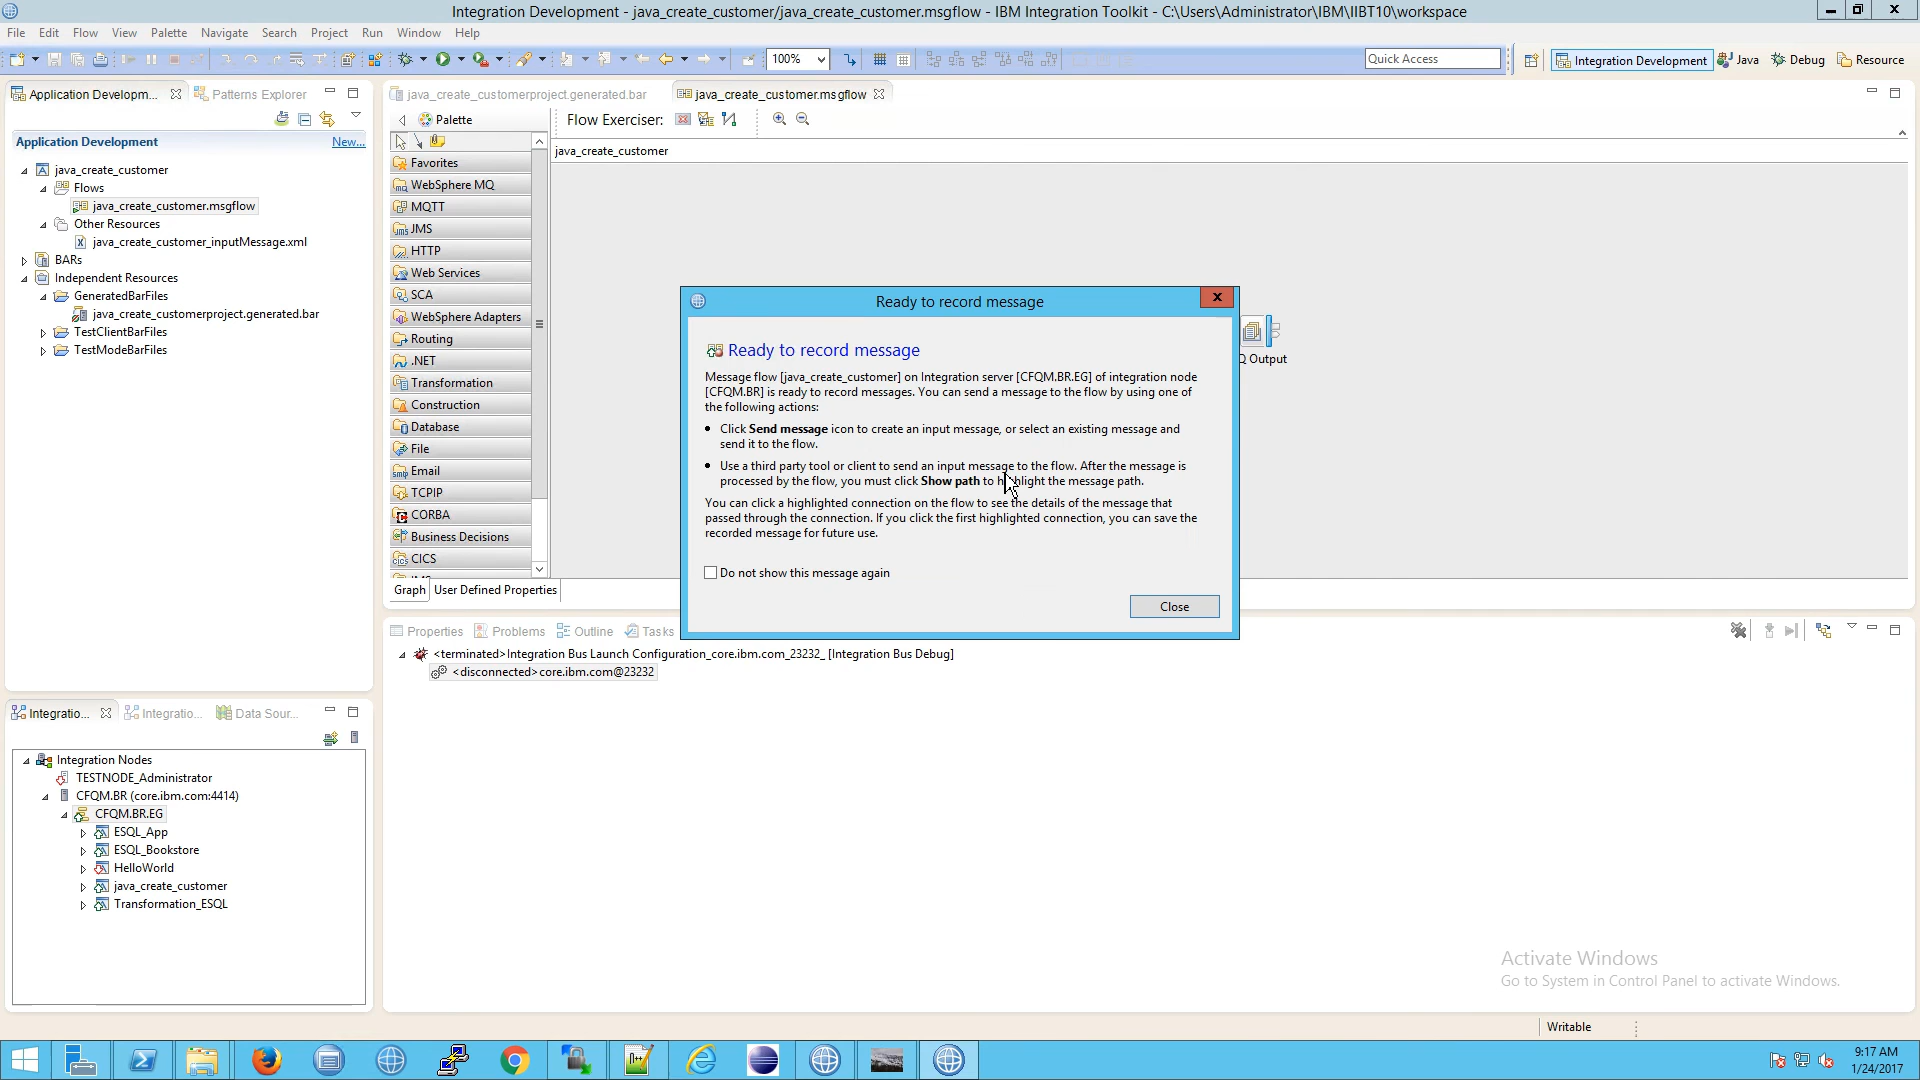 Integration Development - java_create_customer/java_create_customer.msgflow - IBM Integration Toolkit - C:\Users\Administrator\IBM\IIBT10\workspace
File Edit Flow View Palette Navigate Search Project Run Window Help
100% Quick Access Integration Development Java Debug Resource
Application Developm... Patterns Explorer
Application Development New...
java_create_customer
Flows
java_create_customer.msgflow
Other Resources
java_create_customer_inputMessage.xml
BARs
Independent Resources
GeneratedBarFiles
java_create_customerproject.generated.bar
TestClientBarFiles
TestModeBarFiles
java_create_customerproject.generated.bar java_create_customer.msgflow
Palette Flow Exerciser:
java_create_customer
Favorites
WebSphere MQ
MQTT
JMS
HTTP
Web Services
SCA
WebSphere Adapters
Routing
.NET
Transformation
Construction
Database
File
Email
TCPIP
CORBA
Business Decisions
CICS
Graph User Defined Properties
Q Output
Ready to record message
Ready to record message
Message flow [java_create_customer] on Integration server [CFQM.BR.EG] of integration node
[CFQM.BR] is ready to record messages. You can send a message to the flow by using one of
the following actions:
Click Send message icon to create an input message, or select an existing message and
send it to the flow.
Use a third party tool or client to send an input message to the flow. After the message is
processed by the flow, you must click Show path to highlight the message path.
You can click a highlighted connection on the flow to see the details of the message that
passed through the connection. If you click the first highlighted connection, you can save the
recorded message for future use.
Do not show this message again
Close
Properties Problems Outline Tasks
<terminated>Integration Bus Launch Configuration_core.ibm.com_23232_ [Integration Bus Debug]
<disconnected>core.ibm.com@23232
Integratio... Integratio... Data Sour...
Integration Nodes
TESTNODE_Administrator
CFQM.BR (core.ibm.com:4414)
CFQM.BR.EG
ESQL_App
ESQL_Bookstore
HelloWorld
java_create_customer
Transformation_ESQL
Activate Windows
Go to System in Control Panel to activate Windows.
Writable
9:17 AM
1/24/2017